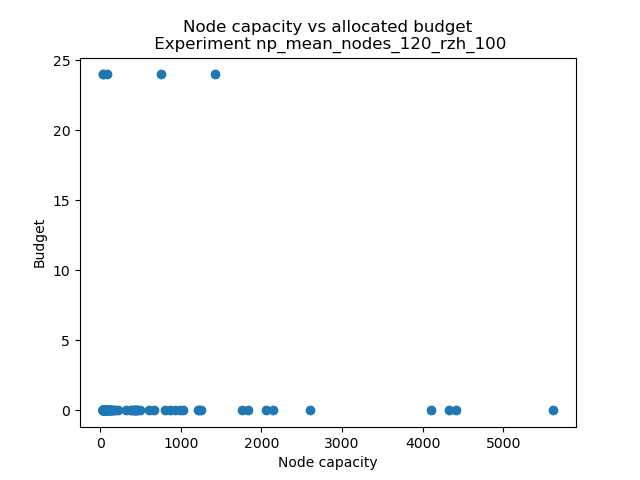 Node capacity vs allocated budget
Experiment np_mean_nodes_120_rzh_100
25
20
15
10
5
0
Budget
0 1000 2000 3000 4000 5000
Node capacity